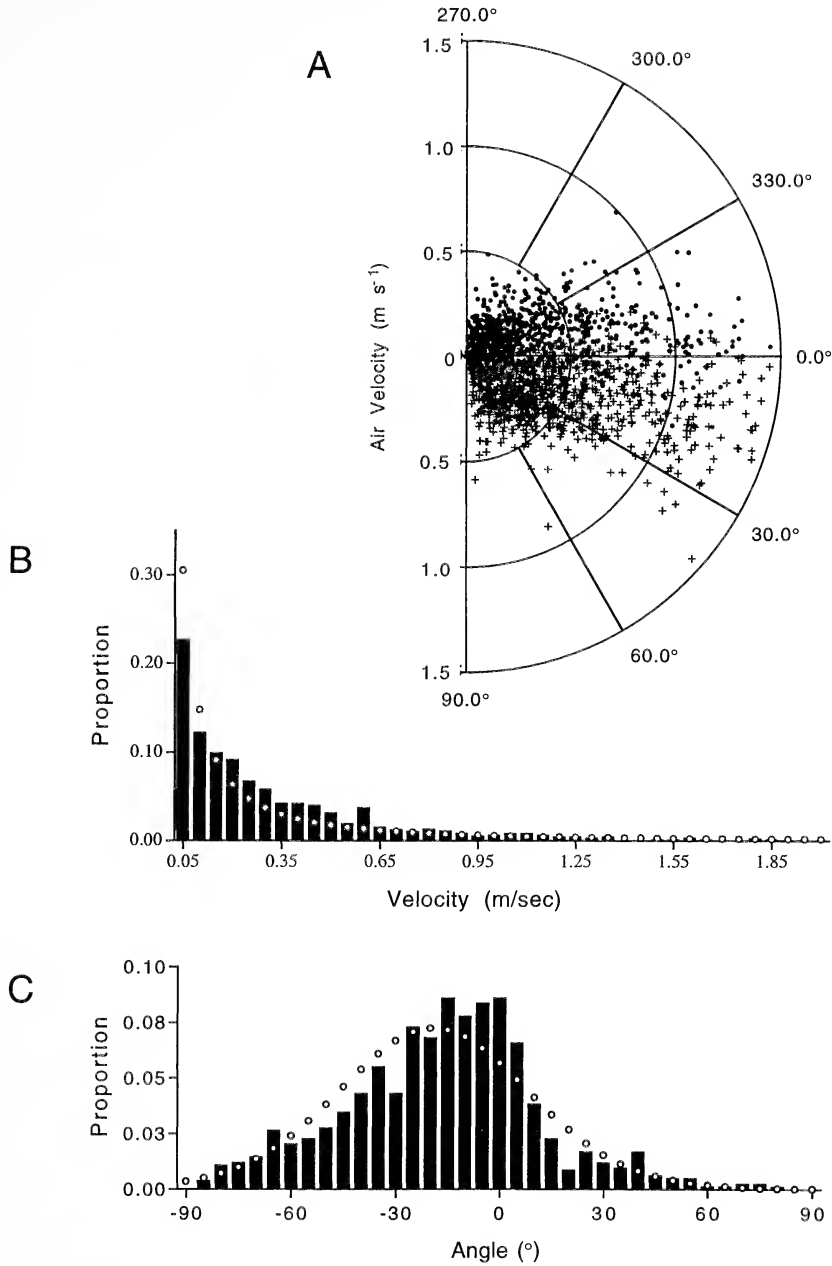 A
270.0°
1.5
300.0°
1.0
330.0°
0.5
Air Velocity (m s⁻¹)
0
0.0°
0.5
30.0°
1.0
60.0°
1.5
90.0°
B
0.30
0.20
Proportion
0.10
0.00
0.05 0.35 0.65 0.95 1.25 1.55 1.85
Velocity (m/sec)
C
0.10
0.08
Proportion
0.05
0.03
0.00
-90 -60 -30 0 30 60 90
Angle (°)